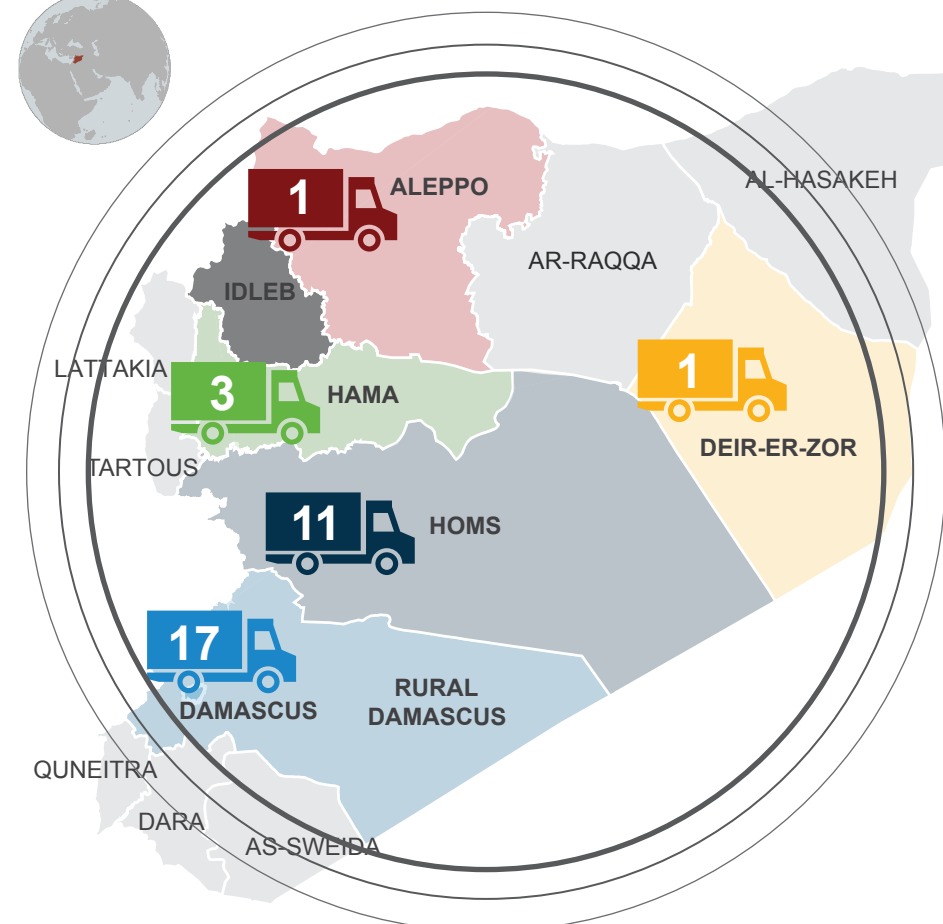 1
ALEPPO
AL-HASAKEH
AR-RAQQA
IDLEB
LATTAKIA
3
HAMA
1
DEIR-ER-ZOR
TARTOUS
11
HOMS
17
DAMASCUS
RURAL
DAMASCUS
QUNEITRA
DARA
AS-SWEIDA